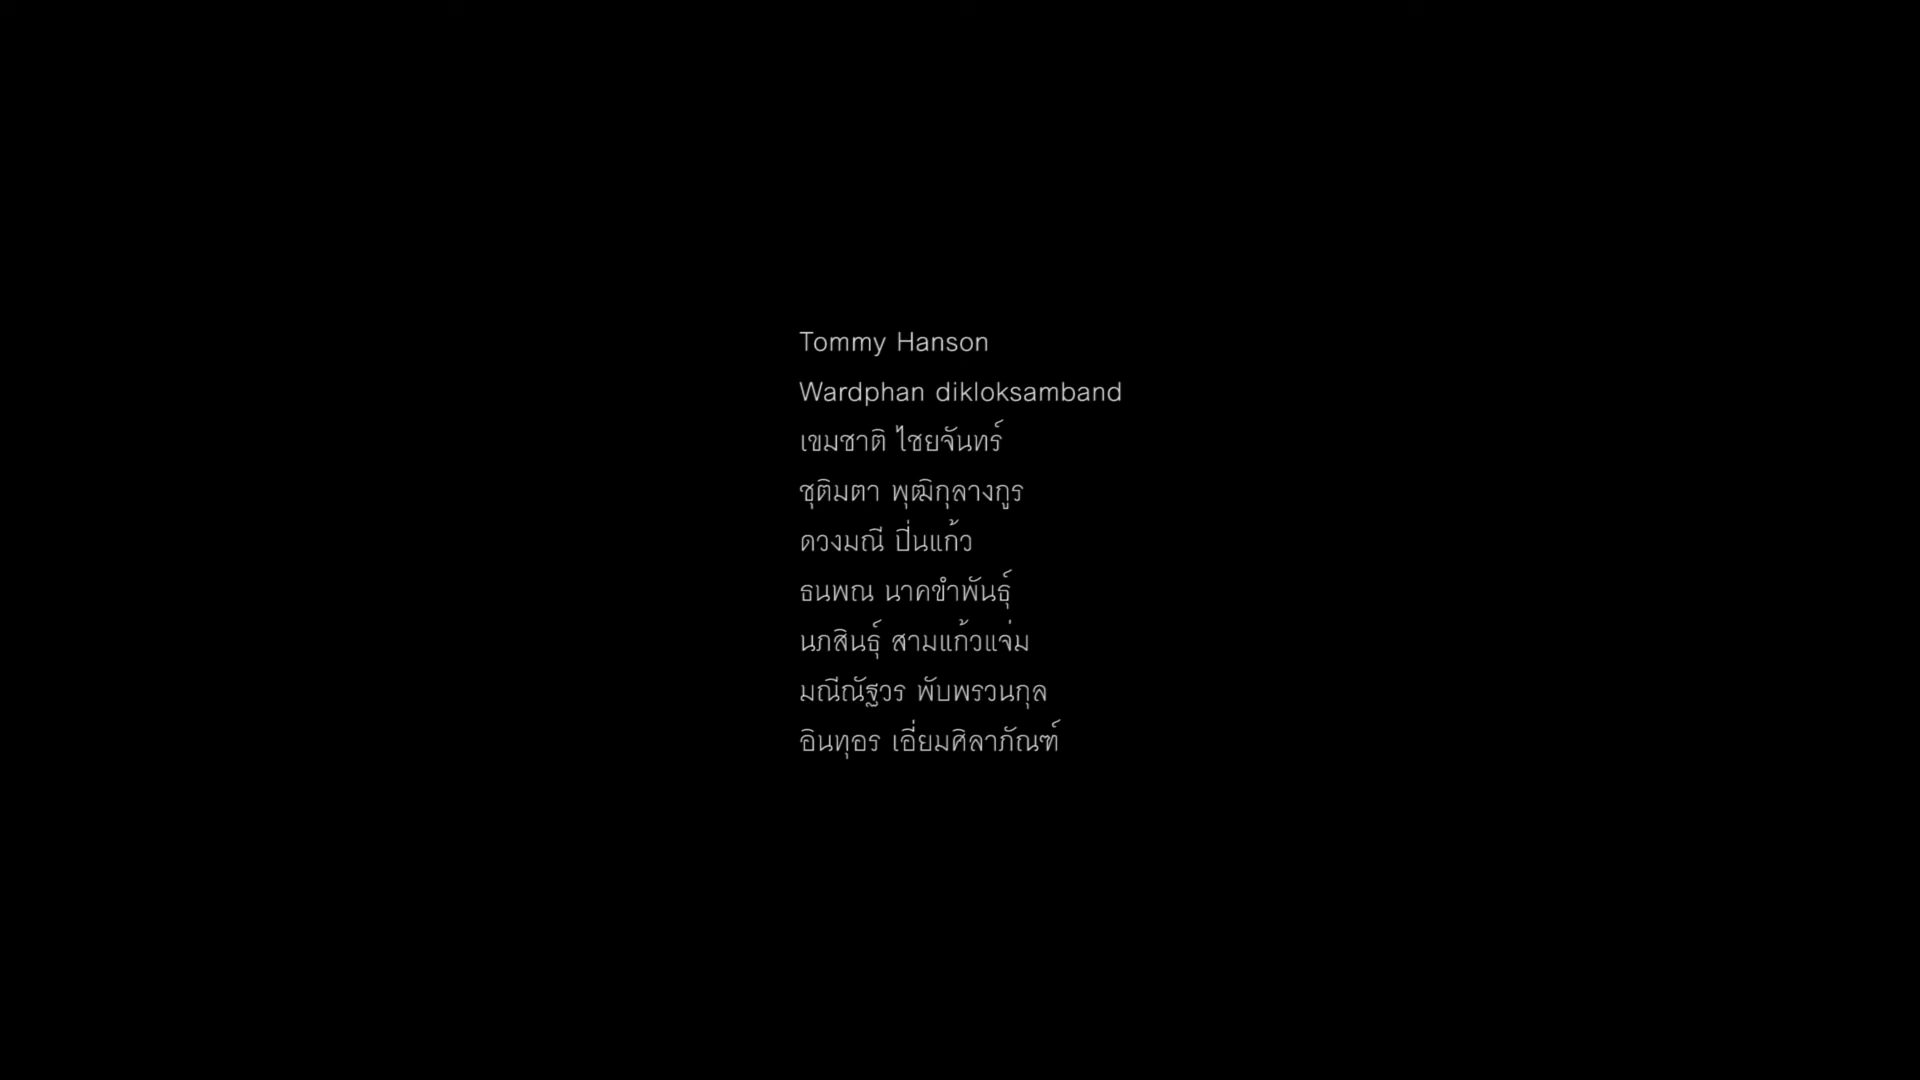 Tommy Hanson
Wardphan dikloksamband
เขมชาติ ไชยจันทร์
ชุติมตา พุฒิกุลางกูร
ดวงมณี ปิ่นแก้ว
ธนพณ นาคขำพันธุ์
นภสินธุ์ สามแก้วแจ่ม
มณีณัฐวร พับพรวนกุล
อินทุอร เอี่ยมศิลาภัณฑ์